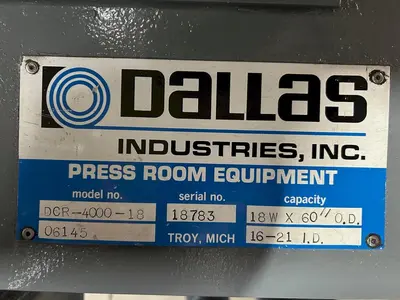 DALLAS
INDUSTRIES, INC.
PRESS ROOM EQUIPMENT
model no. serial no. capacity
DCR-4000-18 18783 18W X 60" O.D.
06145 TROY, MICH 16-21 I.D.